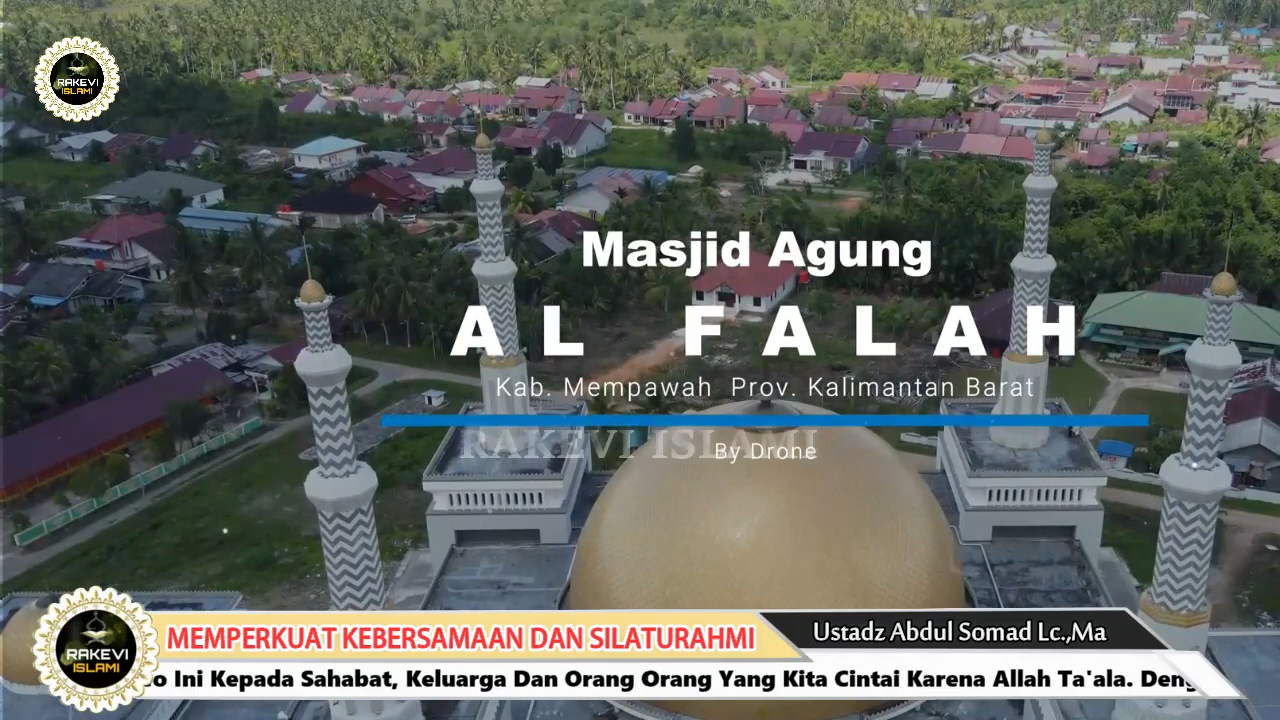 RAKEVI
ISLAMI
Masjid Agung
AL FALAH
Kab. Mempawah Prov. Kalimantan Barat
RAKEVI ISLAMI
By Drone
RAKEVI
ISLAMI
MEMPERKUAT KEBERSAMAAN DAN SILATURAHMI
Ustadz Abdul Somad Lc.,Ma
Ini Kepada Sahabat, Keluarga Dan Orang Orang Yang Kita Cintai Karena Allah Ta'ala.